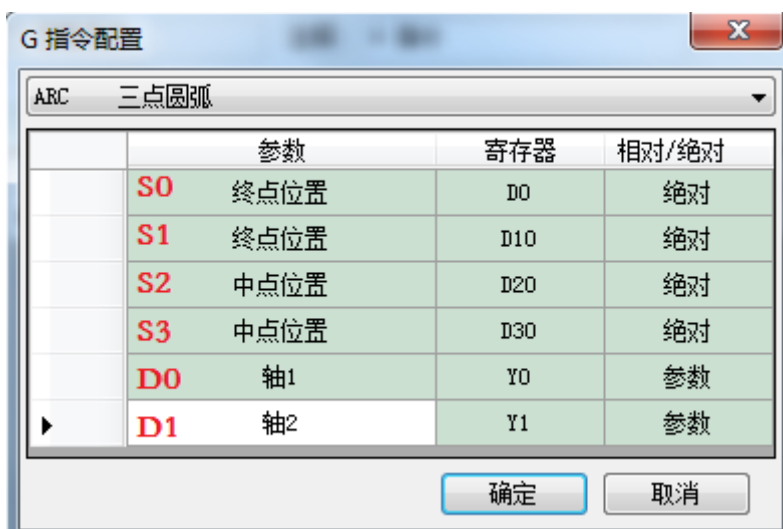 G 指令配置
ARC 三点圆弧
参数 寄存器 相对/绝对
S0 终点位置 D0 绝对
S1 终点位置 D10 绝对
S2 中点位置 D20 绝对
S3 中点位置 D30 绝对
D0 轴1 Y0 参数
D1 轴2 Y1 参数
确定 取消